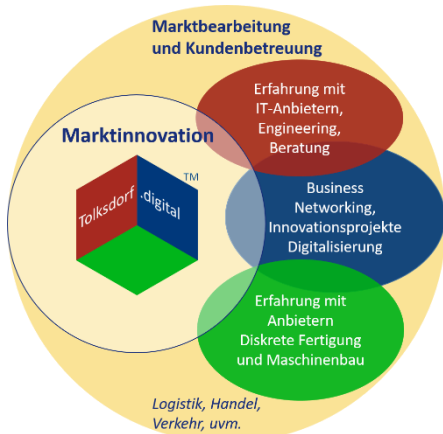 Marktbearbeitung
und Kundenbetreuung
Erfahrung mit
IT-Anbietern,
Engineering,
Beratung
Marktinnovation
TM
Tolksdorf
.digital
Business
Networking,
Innovationsprojekte
Digitalisierung
Erfahrung mit
Anbietern
Diskrete Fertigung
und Maschinenbau
Logistik, Handel,
Verkehr, uvm.